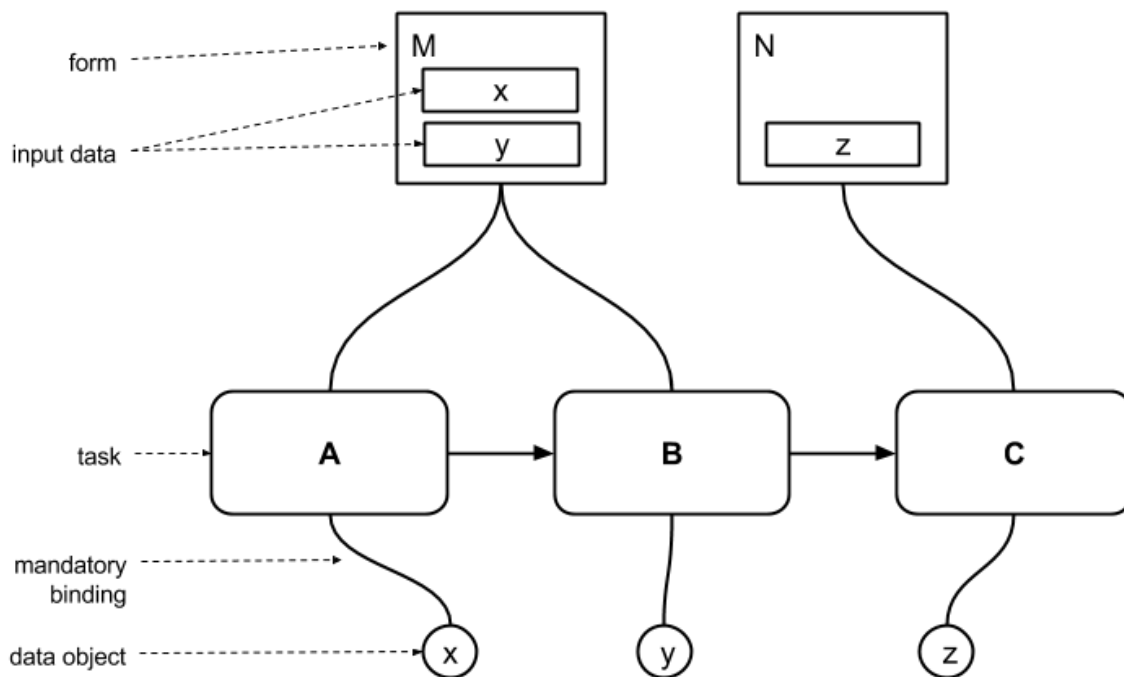 M
N
form
x
input data
y
z
task
A
B
C
mandatory
binding
data object
x
y
z